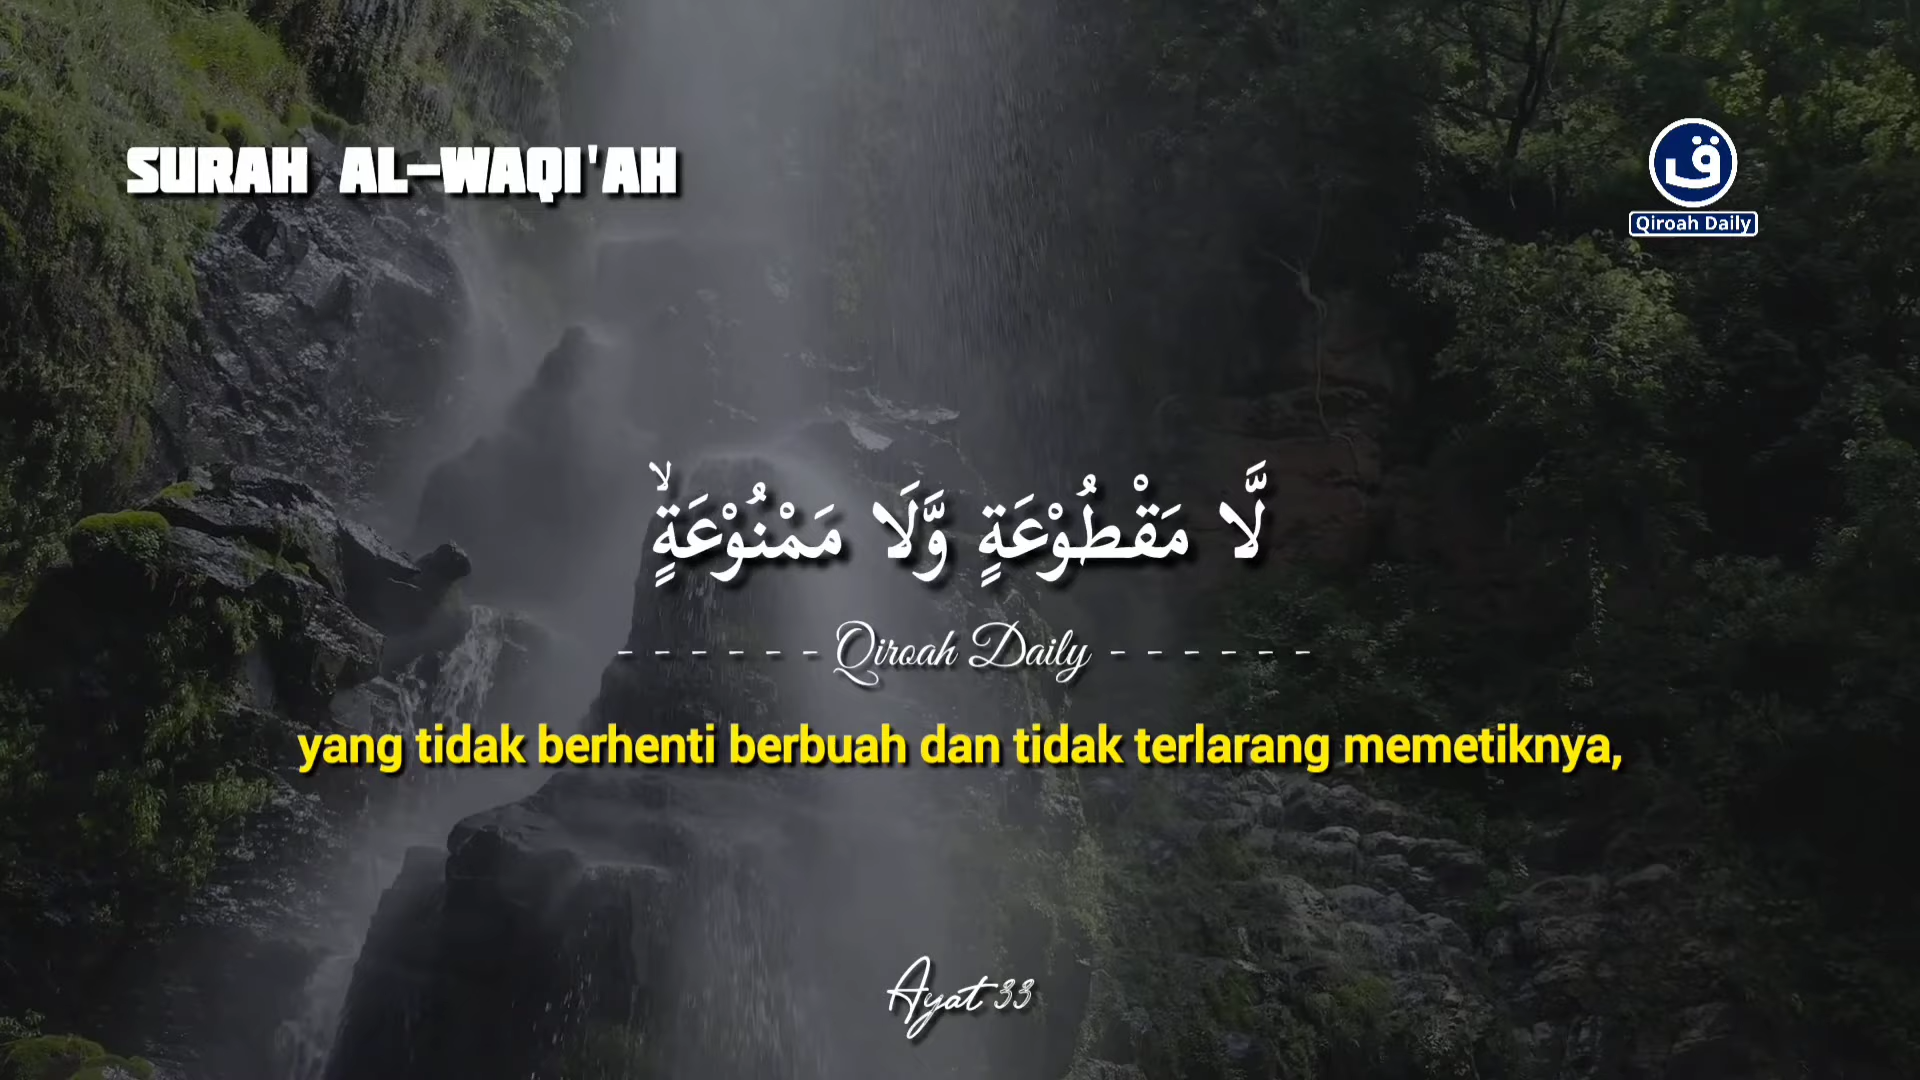 SURAH AL-WAQI'AH
ق
Qiroah Daily
لَّا مَقْطُوْعَةٍ وَّلَا مَمْنُوْعَةٍۙ
- - - - - - Qiroah Daily - - - - - -
yang tidak berhenti berbuah dan tidak terlarang memetiknya,
Ayat 33